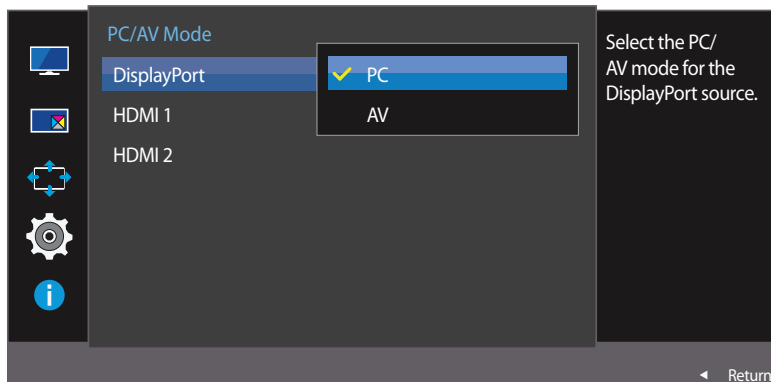 PC/AV Mode
DisplayPort
PC
HDMI 1
AV
HDMI 2
Select the PC/
AV mode for the
DisplayPort source.
Return